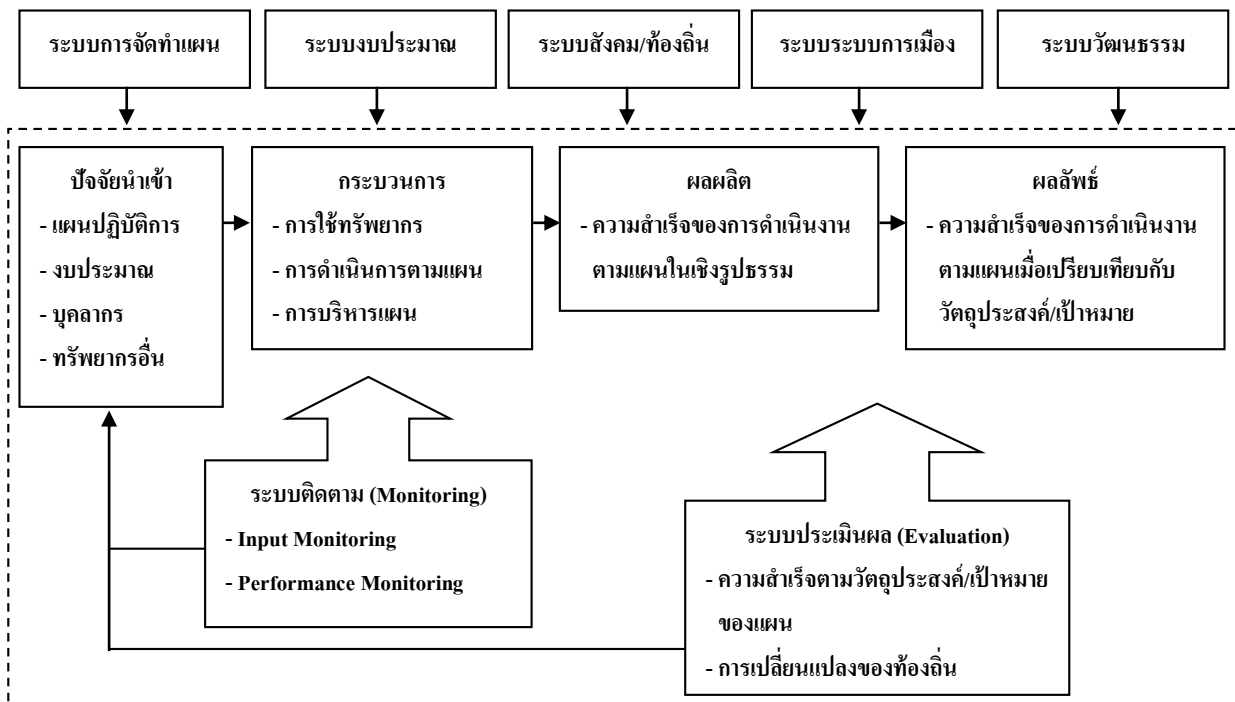 ระบบการจัดทำแผน
ระบบงบประมาณ
ระบบสังคม/ท้องถิ่น
ระบบระบบการเมือง
ระบบวัฒนธรรม
ปัจจัยนำเข้า
- แผนปฏิบัติการ
- งบประมาณ
- บุคลากร
- ทรัพยากรอื่น
กระบวนการ
- การใช้ทรัพยากร
- การดำเนินการตามแผน
- การบริหารแผน
ผลผลิต
- ความสำเร็จของการดำเนินงาน
ตามแผนในเชิงรูปธรรม
ผลลัพธ์
- ความสำเร็จของการดำเนินงาน
ตามแผนเมื่อเปรียบเทียบกับ
วัตถุประสงค์/เป้าหมาย
ระบบติดตาม (Monitoring)
- Input Monitoring
- Performance Monitoring
ระบบประเมินผล (Evaluation)
- ความสำเร็จตามวัตถุประสงค์/เป้าหมาย
ของแผน
- การเปลี่ยนแปลงของท้องถิ่น